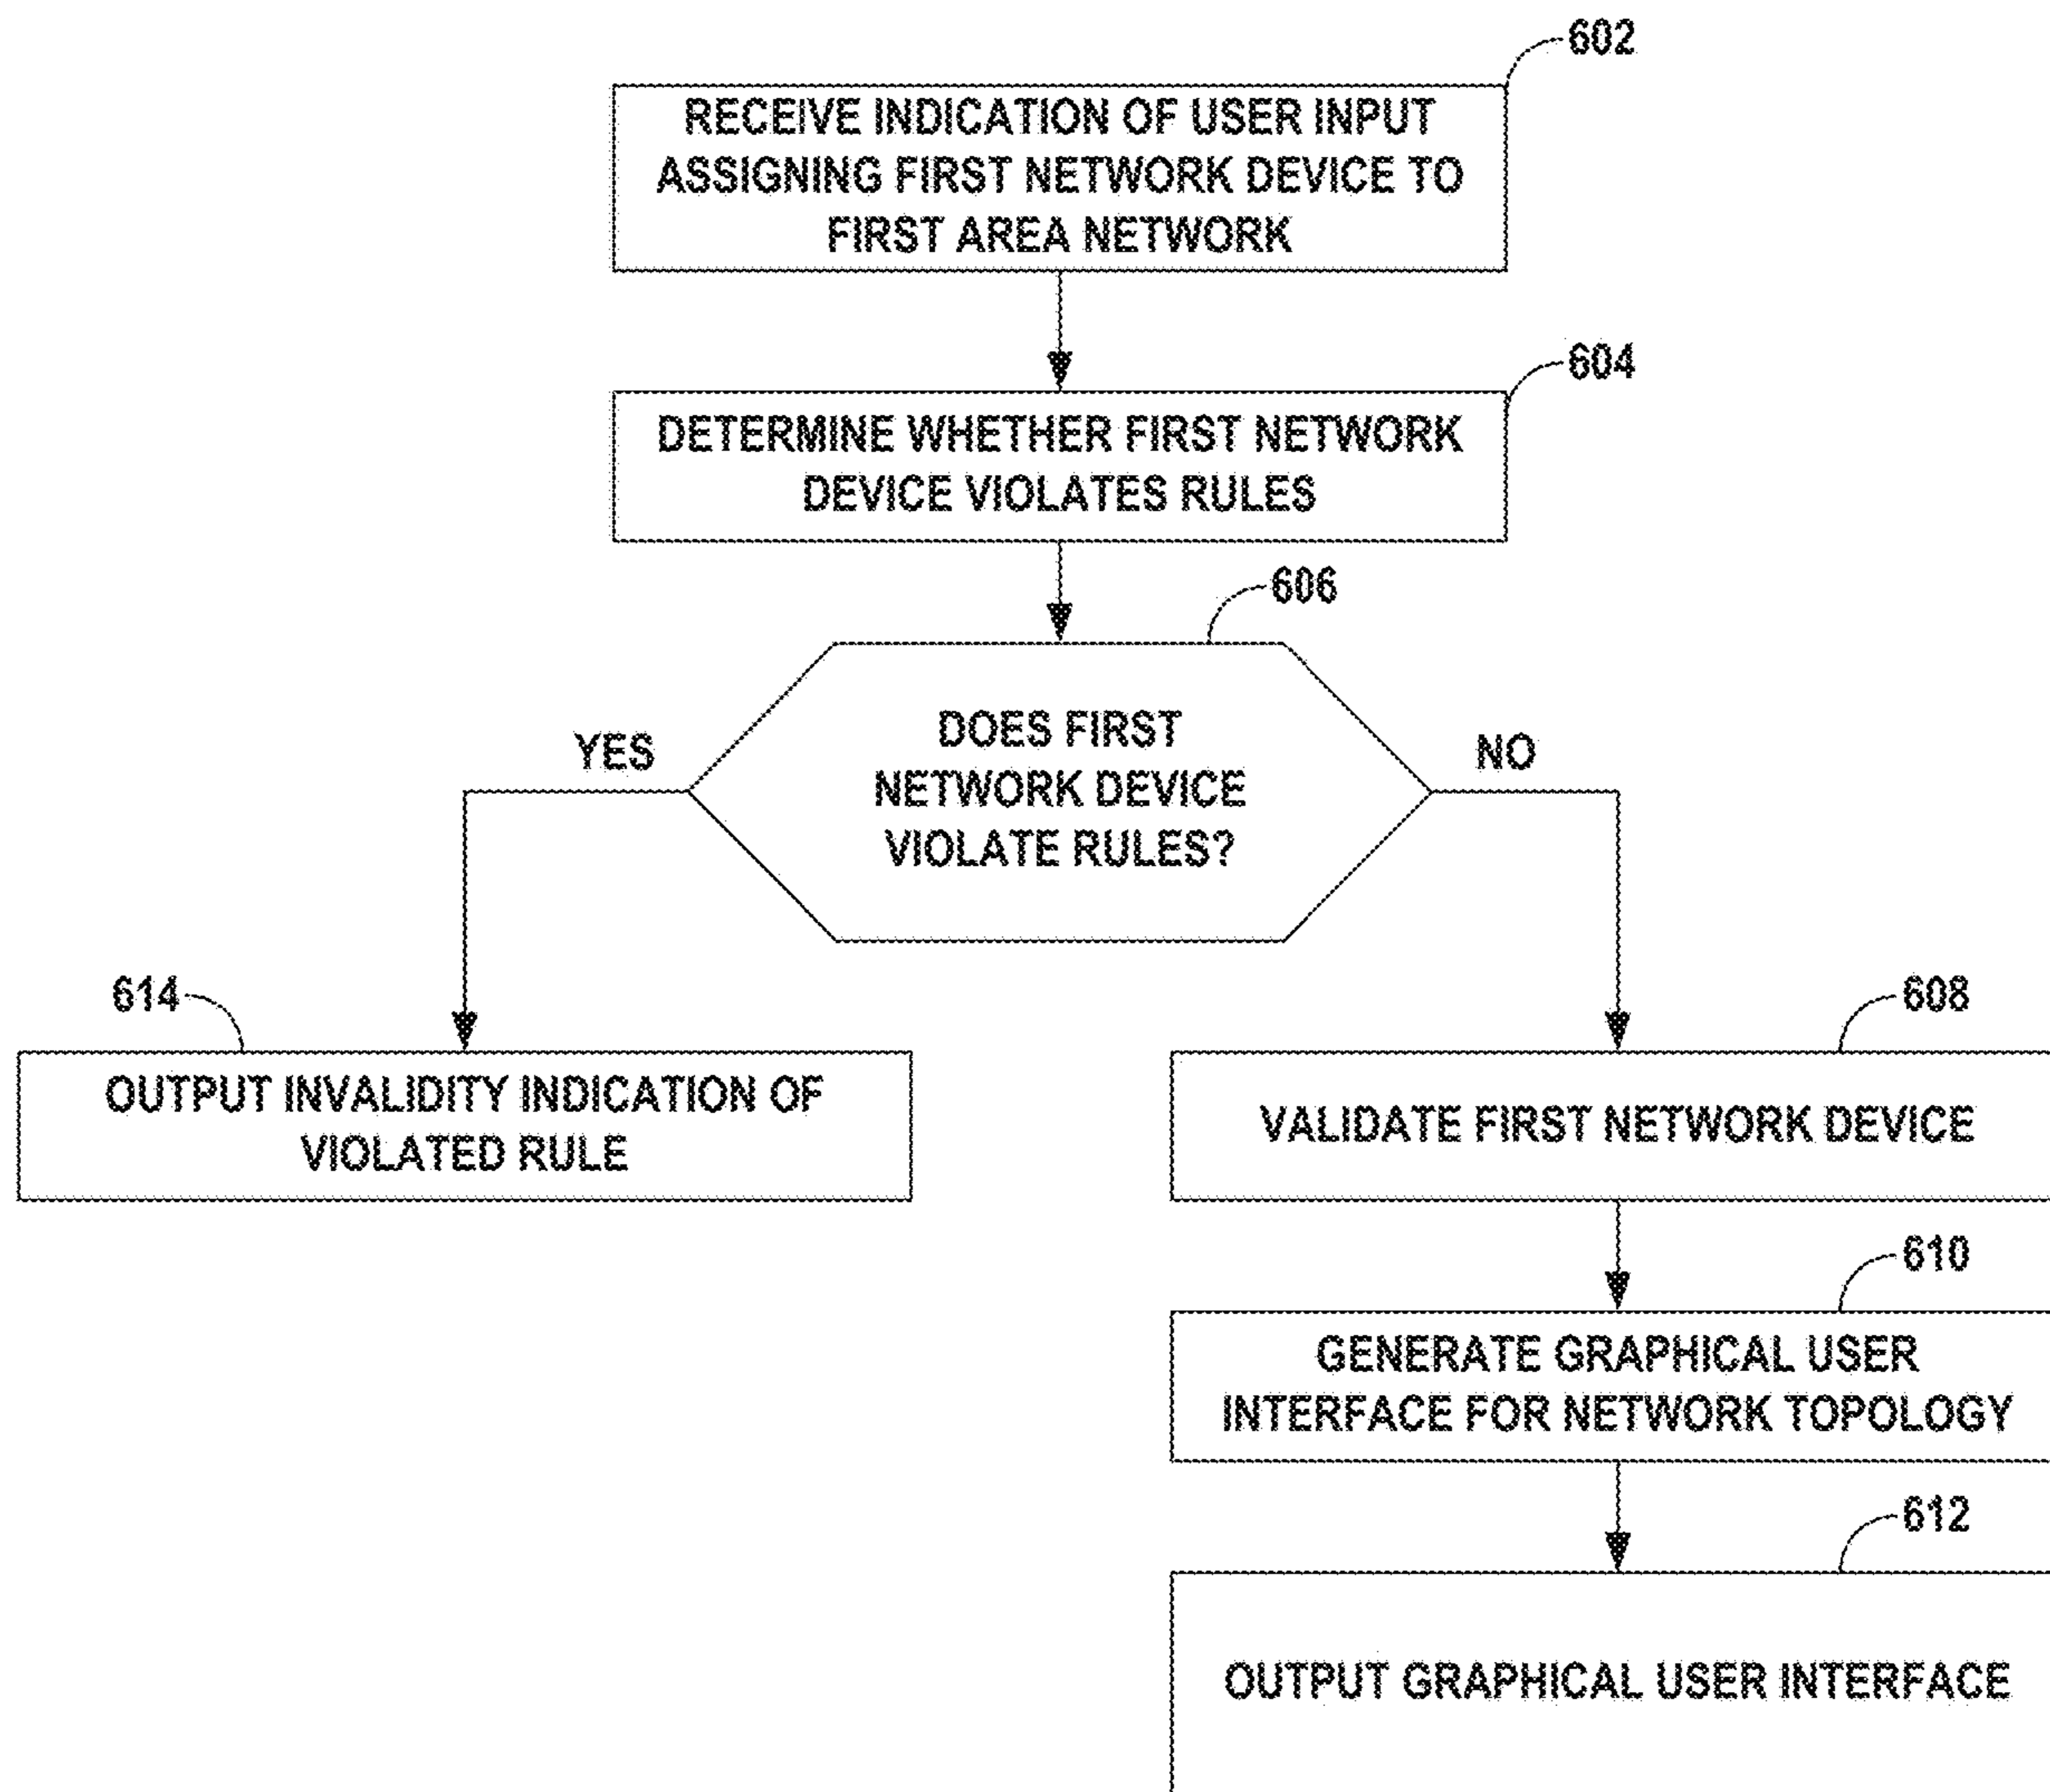 602
RECEIVE INDICATION OF USER INPUT
ASSIGNING FIRST NETWORK DEVICE TO
FIRST AREA NETWORK
604
DETERMINE WHETHER FIRST NETWORK
DEVICE VIOLATES RULES
606
DOES FIRST
NETWORK DEVICE
VIOLATE RULES?
YES
NO
614
OUTPUT INVALIDITY INDICATION OF
VIOLATED RULE
608
VALIDATE FIRST NETWORK DEVICE
610
GENERATE GRAPHICAL USER
INTERFACE FOR NETWORK TOPOLOGY
612
OUTPUT GRAPHICAL USER INTERFACE